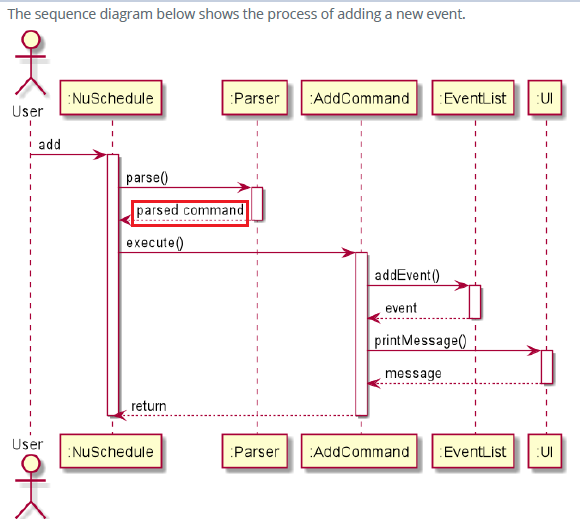 The sequence diagram below shows the process of adding a new event.
User
:NuSchedule
:Parser
:AddCommand
:EventList
:UI
add
parse()
parsed command
execute()
addEvent()
event
printMessage()
message
return
User
:NuSchedule
:Parser
:AddCommand
:EventList
:UI